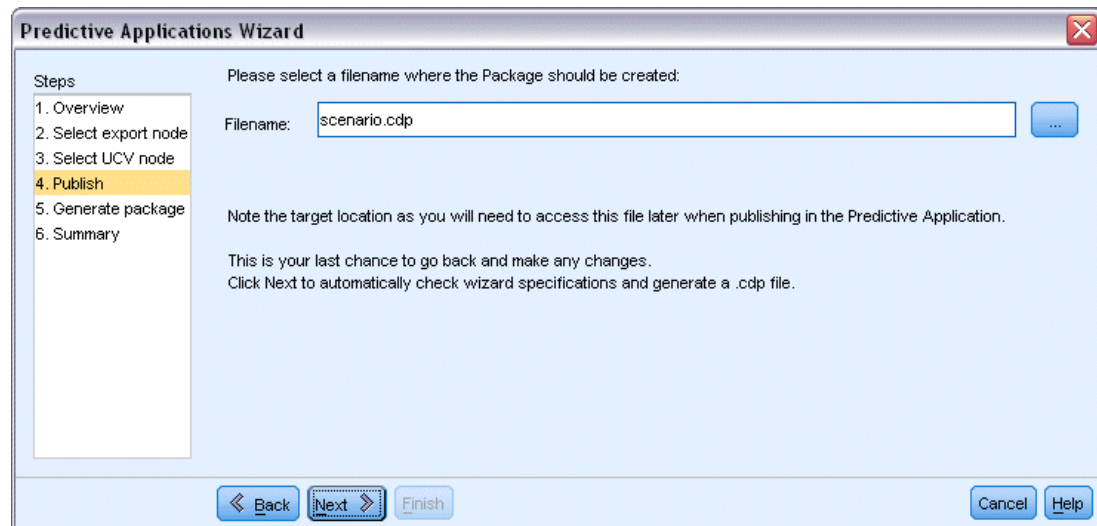 Predictive Applications Wizard
Steps
1. Overview
2. Select export node
3. Select UCV node
4. Publish
5. Generate package
6. Summary
Please select a filename where the Package should be created:
Filename: scenario.cdp ...
Note the target location as you will need to access this file later when publishing in the Predictive Application.
This is your last chance to go back and make any changes.
Click Next to automatically check wizard specifications and generate a .cdp file.
Back Next Finish Cancel Help